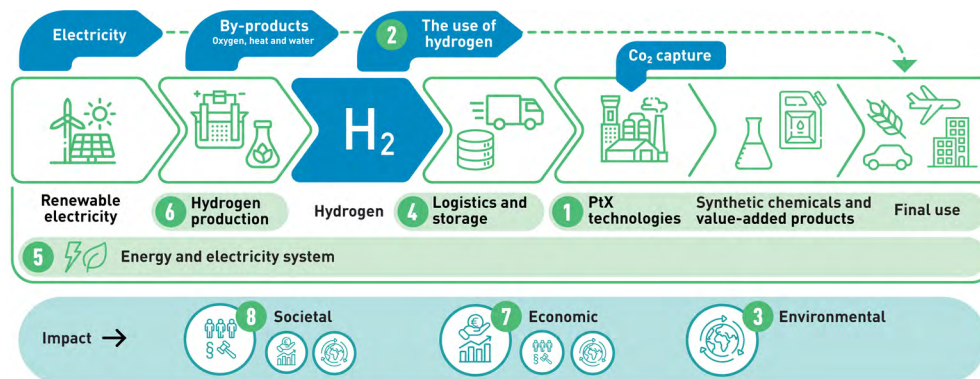 Electricity
By-products
Oxygen, heat and water
2
The use of
hydrogen
Co₂ capture
H₂
Renewable
electricity
6
Hydrogen
production
Hydrogen
4
Logistics and
storage
1
PtX
technologies
Synthetic chemicals and
value-added products
Final use
5
Energy and electricity system
Impact →
8
Societal
§
€
7
Economic
§
3
Environmental